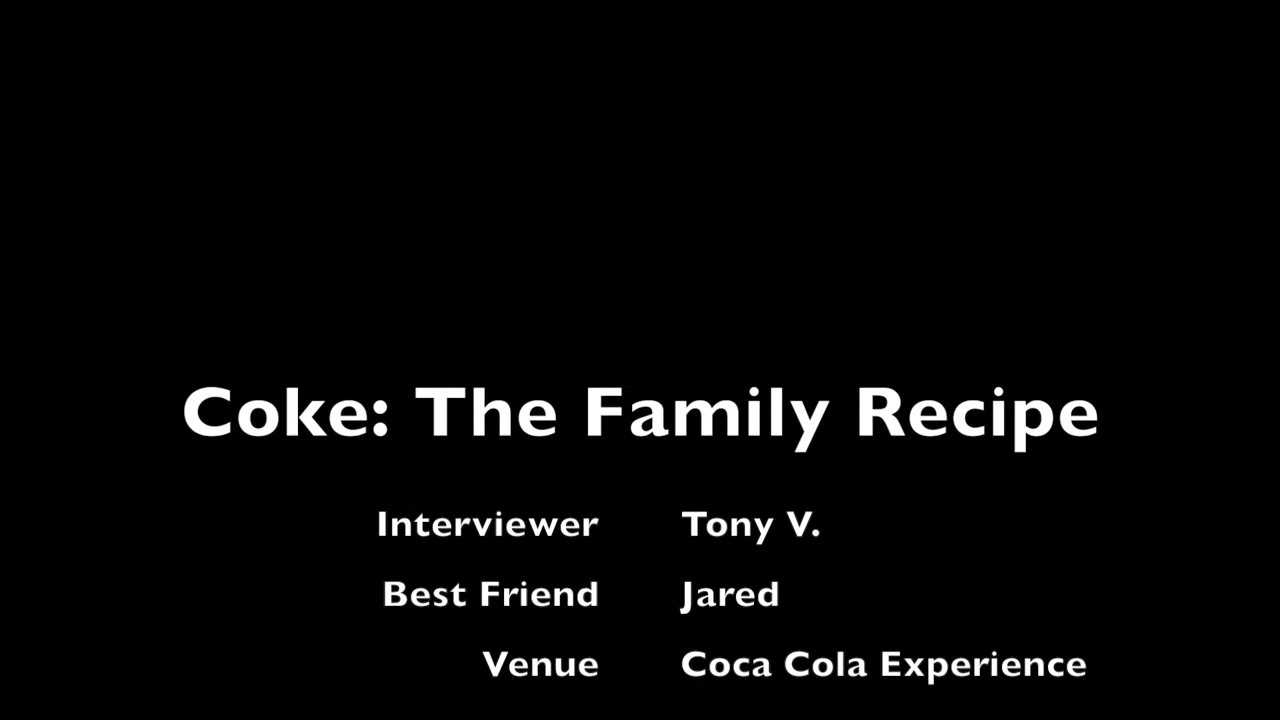 Coke: The Family Recipe
Interviewer Tony V.
Best Friend Jared
Venue Coca Cola Experience